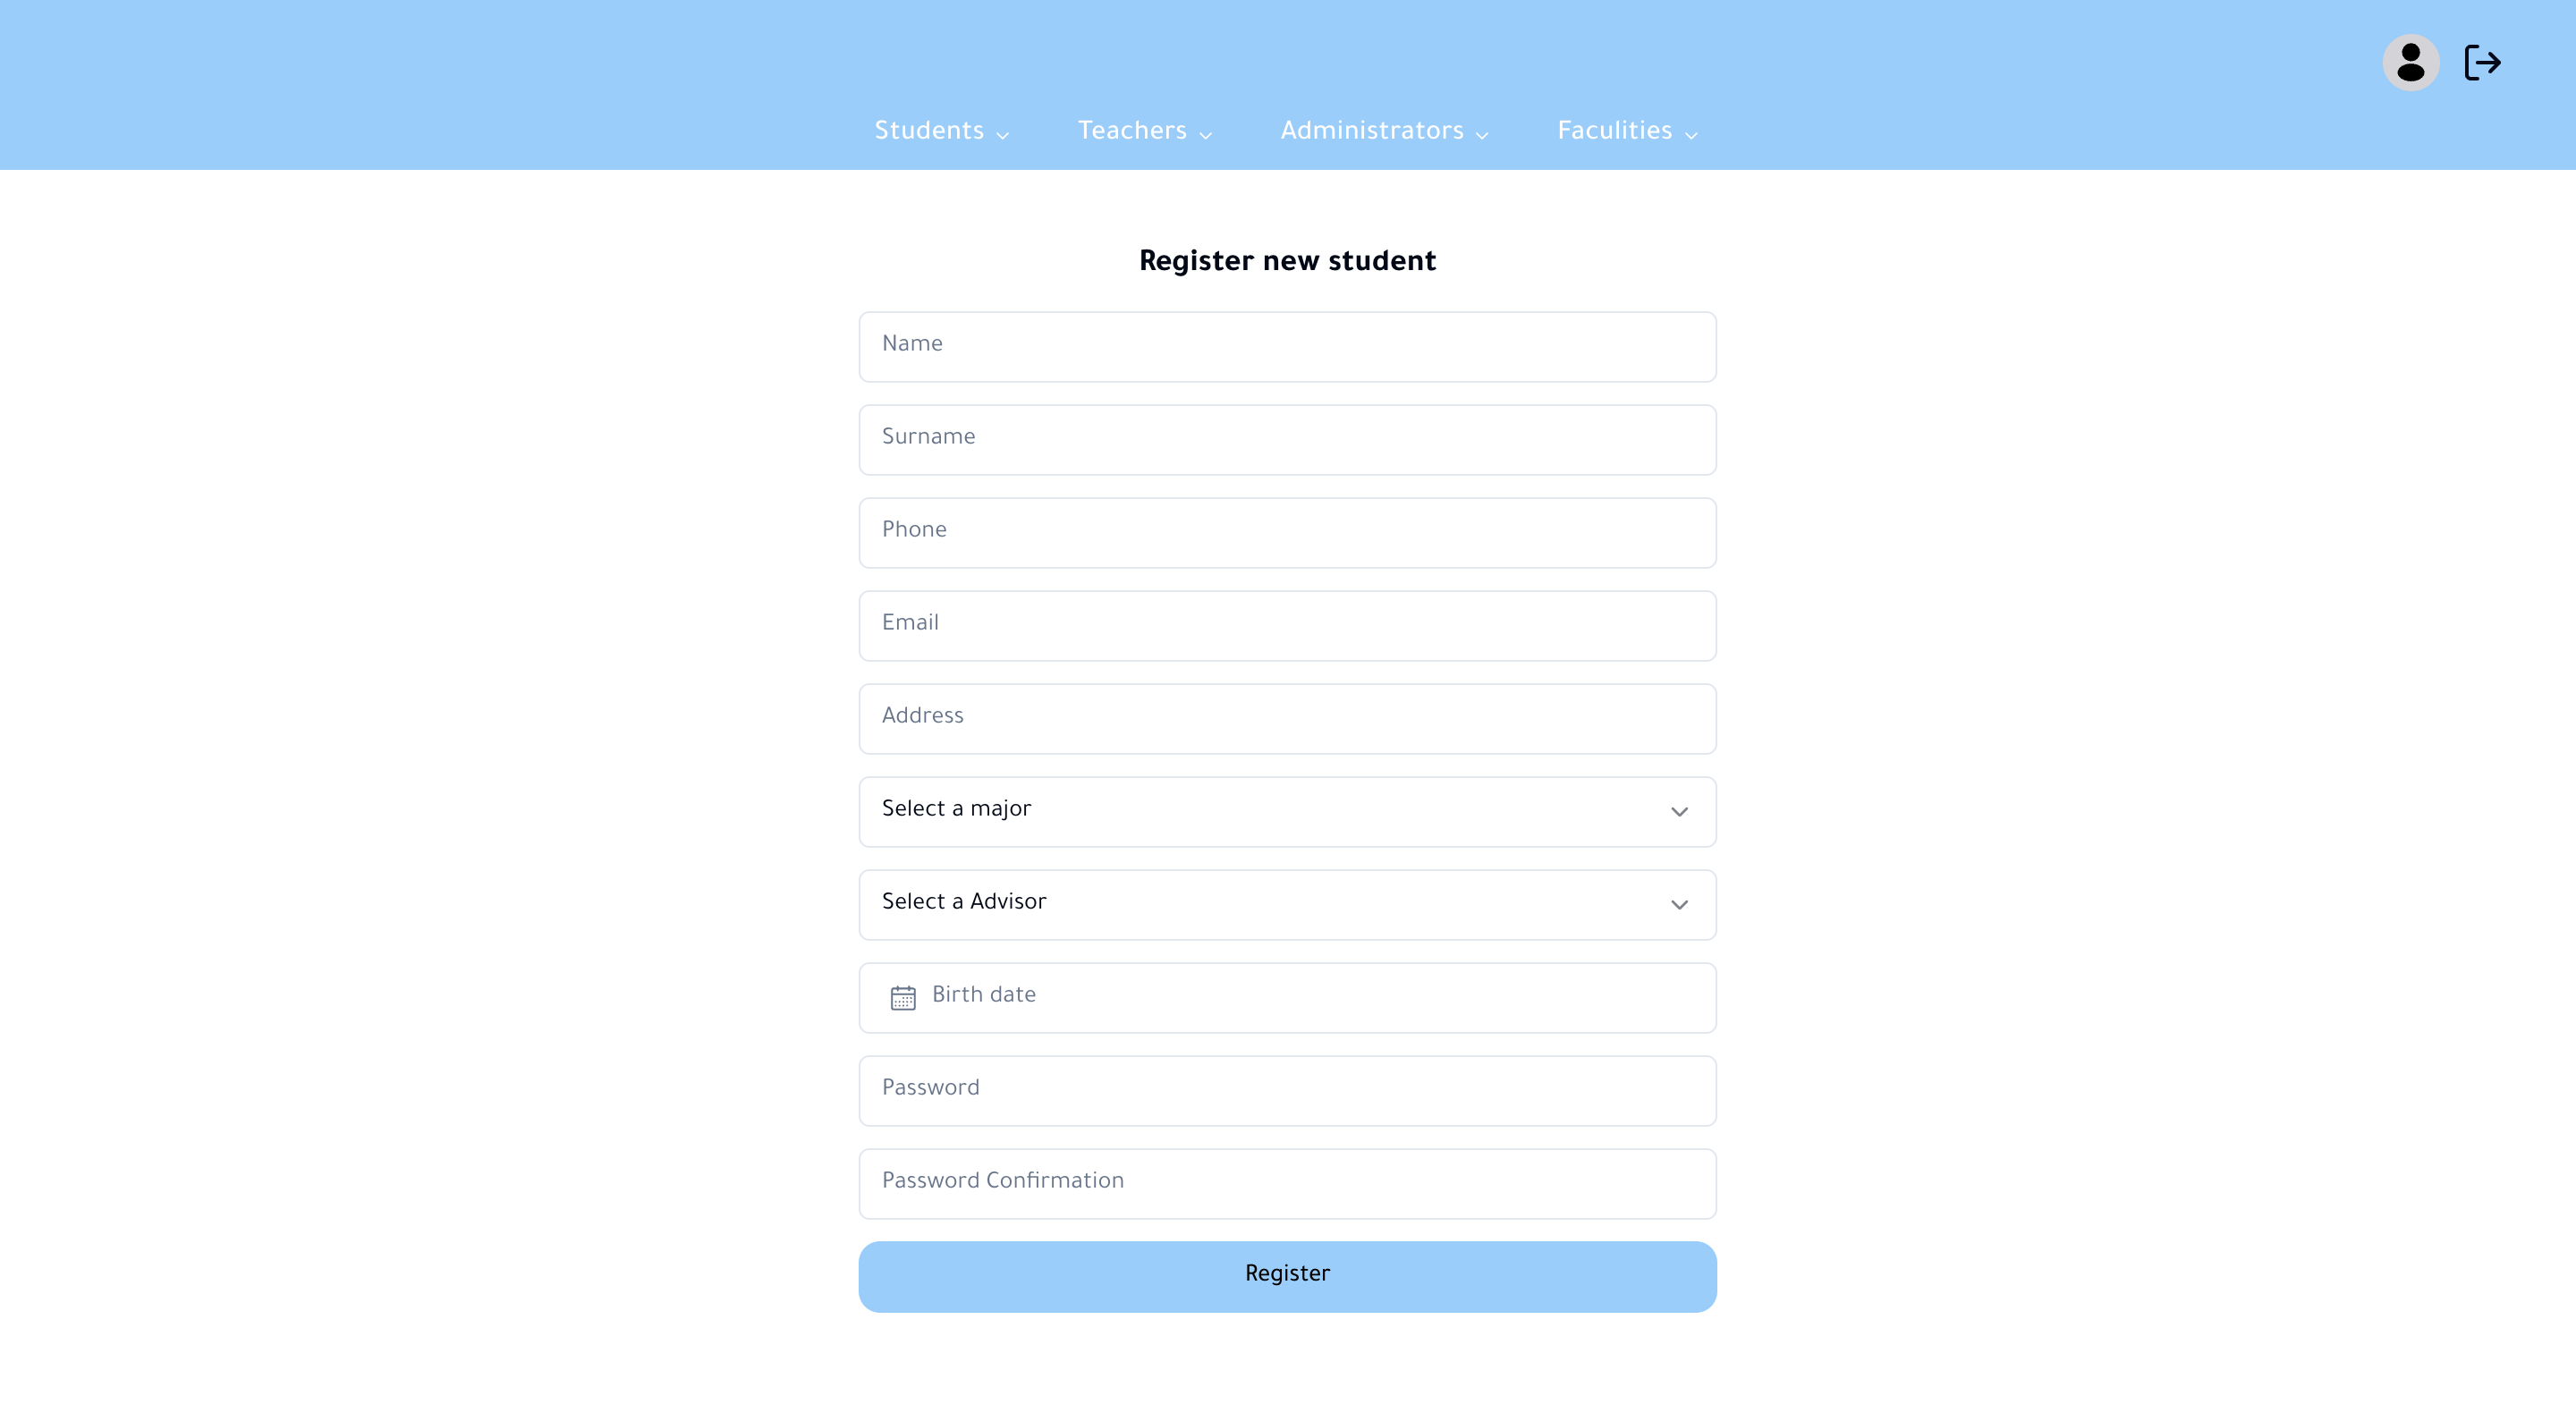 Students Teachers Administrators Faculities
Register new student
Name
Surname
Phone
Email
Address
Select a major
Select a Advisor
Birth date
Password
Password Confirmation
Register